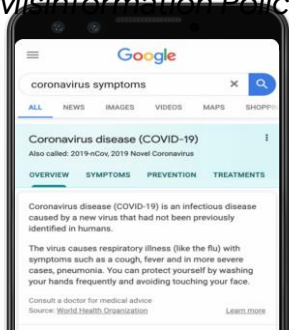 Misinformation Polic
Google
coronavirus symptoms
ALL NEWS IMAGES VIDEOS MAPS SHOPPIN
Coronavirus disease (COVID-19)
Also called: 2019-nCov, 2019 Novel Coronavirus
OVERVIEW SYMPTOMS PREVENTION TREATMENTS
Coronavirus disease (COVID-19) is an infectious disease
caused by a new virus that had not been previously
identified in humans.
The virus causes respiratory illness (like the flu) with
symptoms such as a cough, fever and in more severe
cases, pneumonia. You can protect yourself by washing
your hands frequently and avoiding touching your face.
Consult a doctor for medical advice
Source: World Health Organization Learn more